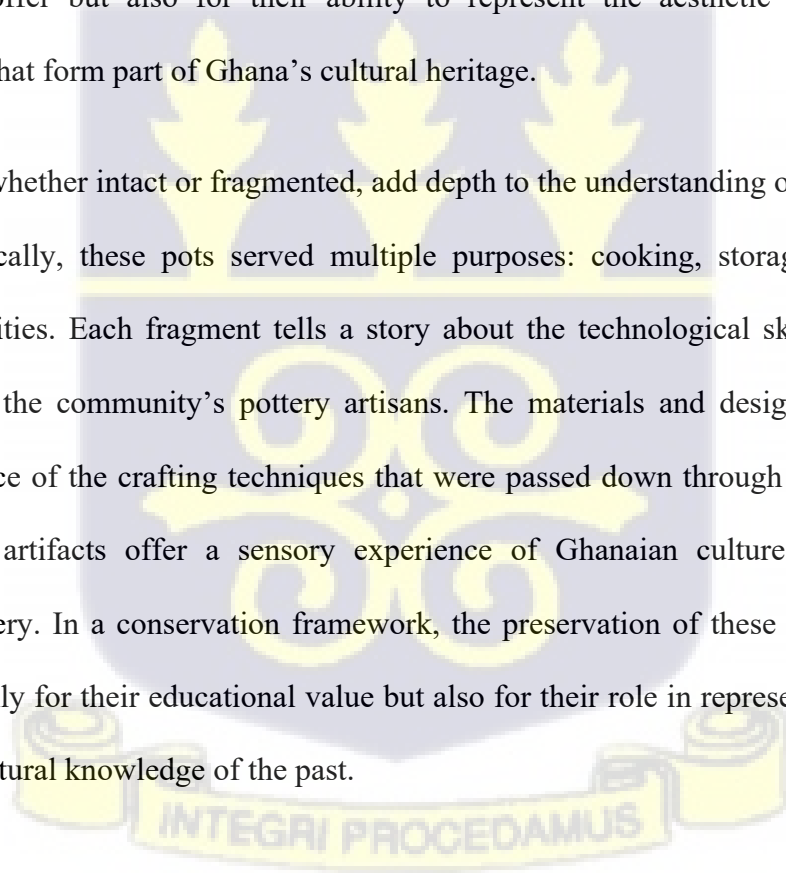 offer but also for their ability to represent the aesthetic
hat form part of Ghana’s cultural heritage.
whether intact or fragmented, add depth to the understanding o
cally, these pots served multiple purposes: cooking, storag
ities. Each fragment tells a story about the technological sk
the community’s pottery artisans. The materials and desig
ce of the crafting techniques that were passed down through
artifacts offer a sensory experience of Ghanaian culture
ery. In a conservation framework, the preservation of these
ly for their educational value but also for their role in represe
tural knowledge of the past.
INTEGRI PROCEDAMUS